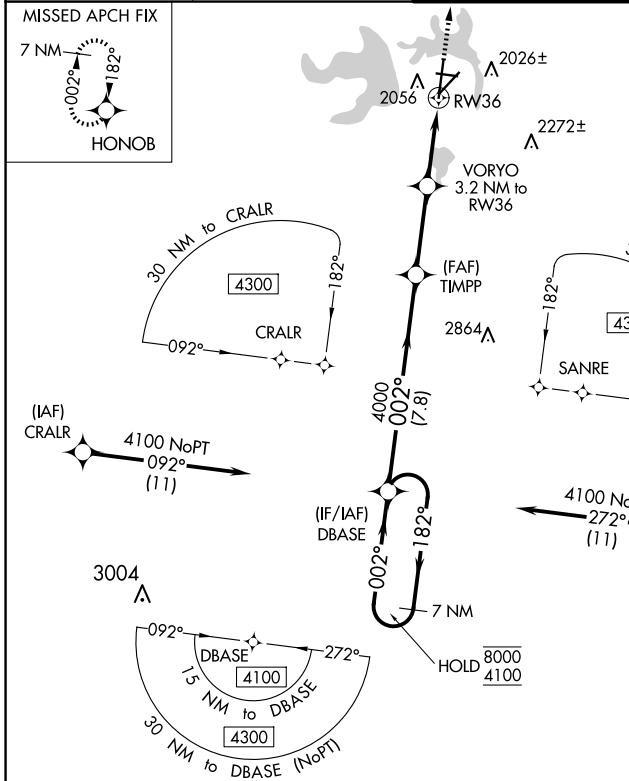 MISSED APCH FIX
7 NM
002°
182°
HONOB
2026±
2056
RW36
2272±
VORYO
3.2 NM to
RW36
30 NM to CRALR
4300
182°
092°
CRALR
(FAF)
TIMPP
2864
182°
SANRE
(IAF)
CRALR
4100 NoPT
092°
(11)
4000
002°
(7.8)
(IF/IAF)
DBASE
002°
182°
7 NM
HOLD
8000
4100
272°
(11)
3004
092°
272°
DBASE
4100
15 NM to DBASE
4300
30 NM to DBASE (NoPT)